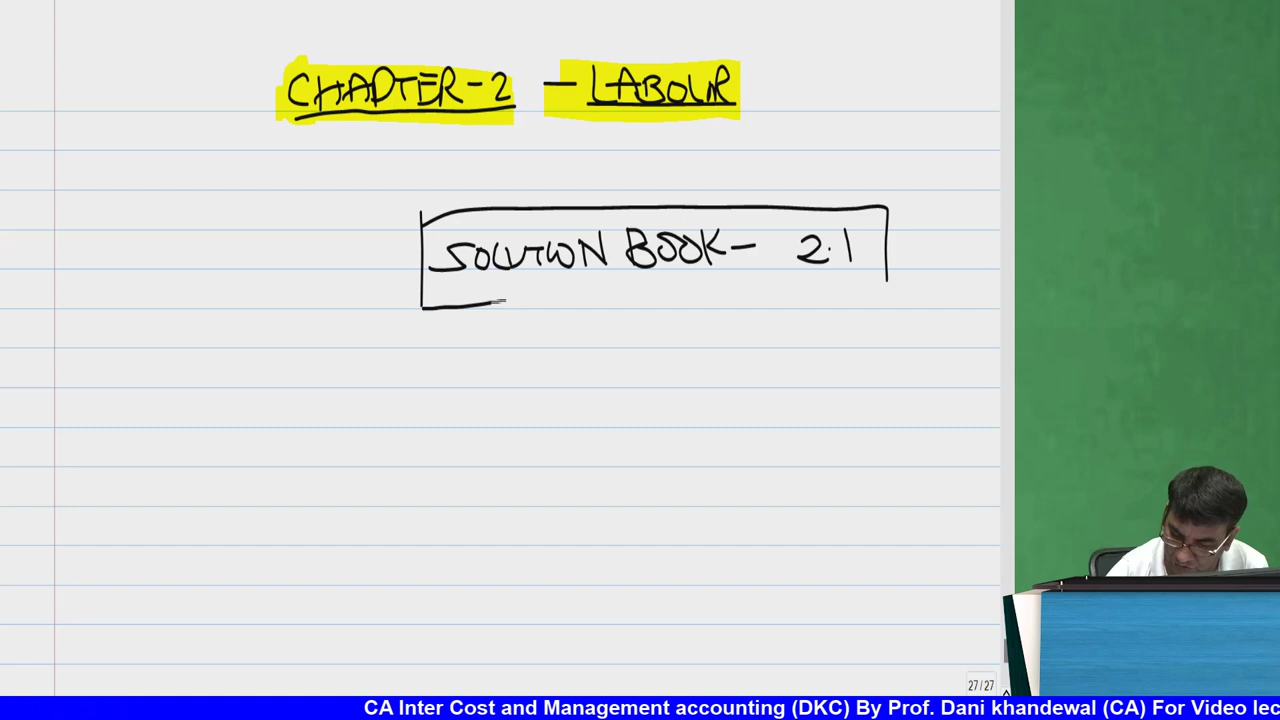 CHAPTER-2 - LABOUR
SOLUTION BOOK - 2.1
27/27
CA Inter Cost and Management accounting (DKC) By Prof. Dani khandewal (CA) For Video lec